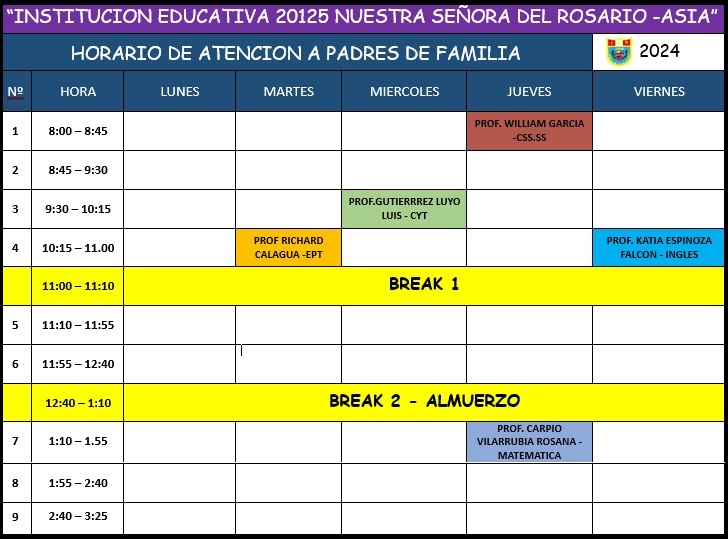 “INSTITUCION EDUCATIVA 20125 NUESTRA SEÑORA DEL ROSARIO –ASIA”
HORARIO DE ATENCION A PADRES DE FAMILIA 2024
Nº HORA LUNES MARTES MIERCOLES JUEVES VIERNES
1 8:00 – 8:45 PROF. WILLIAM GARCIA
-CSS.SS
2 8:45 – 9:30
3 9:30 – 10:15 PROF.GUTIERRREZ LUYO
LUIS - CYT
4 10:15 – 11.00 PROF RICHARD
CALAGUA -EPT
PROF. KATIA ESPINOZA
FALCON - INGLES
11:00 – 11:10 BREAK 1
5 11:10 – 11:55
6 11:55 – 12:40
12:40 – 1:10 BREAK 2 - ALMUERZO
7 1:10 – 1.55 PROF. CARPIO
VILARRUBIA ROSANA -
MATEMATICA
8 1:55 – 2:40
9 2:40 – 3:25